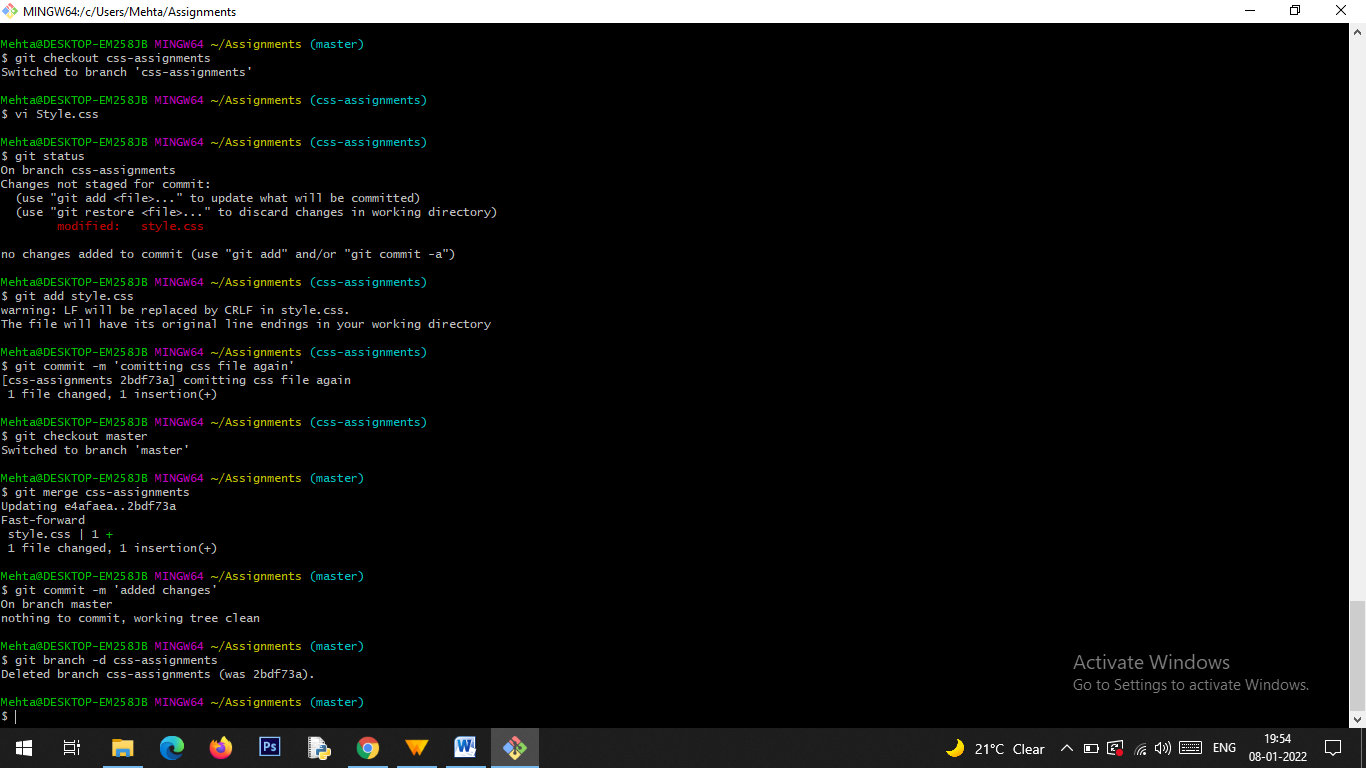 MINGW64:/c/Users/Mehta/Assignments
Mehta@DESKTOP-EM258JB MINGW64 ~/Assignments (master)
$ git checkout css-assignments
Switched to branch 'css-assignments'
Mehta@DESKTOP-EM258JB MINGW64 ~/Assignments (css-assignments)
$ vi Style.css
Mehta@DESKTOP-EM258JB MINGW64 ~/Assignments (css-assignments)
$ git status
On branch css-assignments
Changes not staged for commit:
  (use "git add <file>..." to update what will be committed)
  (use "git restore <file>..." to discard changes in working directory)
        modified:   style.css
no changes added to commit (use "git add" and/or "git commit -a")
Mehta@DESKTOP-EM258JB MINGW64 ~/Assignments (css-assignments)
$ git add style.css
warning: LF will be replaced by CRLF in style.css.
The file will have its original line endings in your working directory
Mehta@DESKTOP-EM258JB MINGW64 ~/Assignments (css-assignments)
$ git commit -m 'comitting css file again'
[css-assignments 2bdf73a] comitting css file again
 1 file changed, 1 insertion(+)
Mehta@DESKTOP-EM258JB MINGW64 ~/Assignments (css-assignments)
$ git checkout master
Switched to branch 'master'
Mehta@DESKTOP-EM258JB MINGW64 ~/Assignments (master)
$ git merge css-assignments
Updating e4afaea..2bdf73a
Fast-forward
 style.css | 1 +
 1 file changed, 1 insertion(+)
Mehta@DESKTOP-EM258JB MINGW64 ~/Assignments (master)
$ git commit -m 'added changes'
On branch master
nothing to commit, working tree clean
Mehta@DESKTOP-EM258JB MINGW64 ~/Assignments (master)
$ git branch -d css-assignments
Deleted branch css-assignments (was 2bdf73a).
Mehta@DESKTOP-EM258JB MINGW64 ~/Assignments (master)
$
Activate Windows
Go to Settings to activate Windows.
Ps
W
21°C Clear
ENG
19:54
08-01-2022